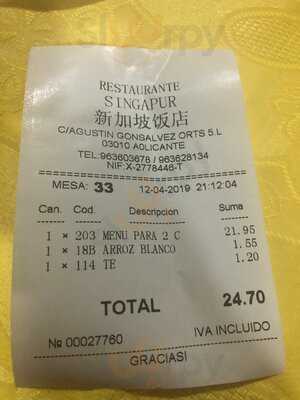 RESTAURANTE
SINGAPUR
新加坡饭店
C/AGUSTIN GONSALVEZ ORTS 5.L
03010 AOLICANTE
TEL:963603678 / 963628134
NIF:X-2778446-T
MESA: 33 12-04-2019 21:12:04
Can. Cod. Descripcion Suma
1 × 203 MENU PARA 2 C 21.95
1 × 18B ARROZ BLANCO 1.55
1 × 114 TE 1.20
TOTAL 24.70
№ 00027760 IVA INCLUIDO
GRACIAS!